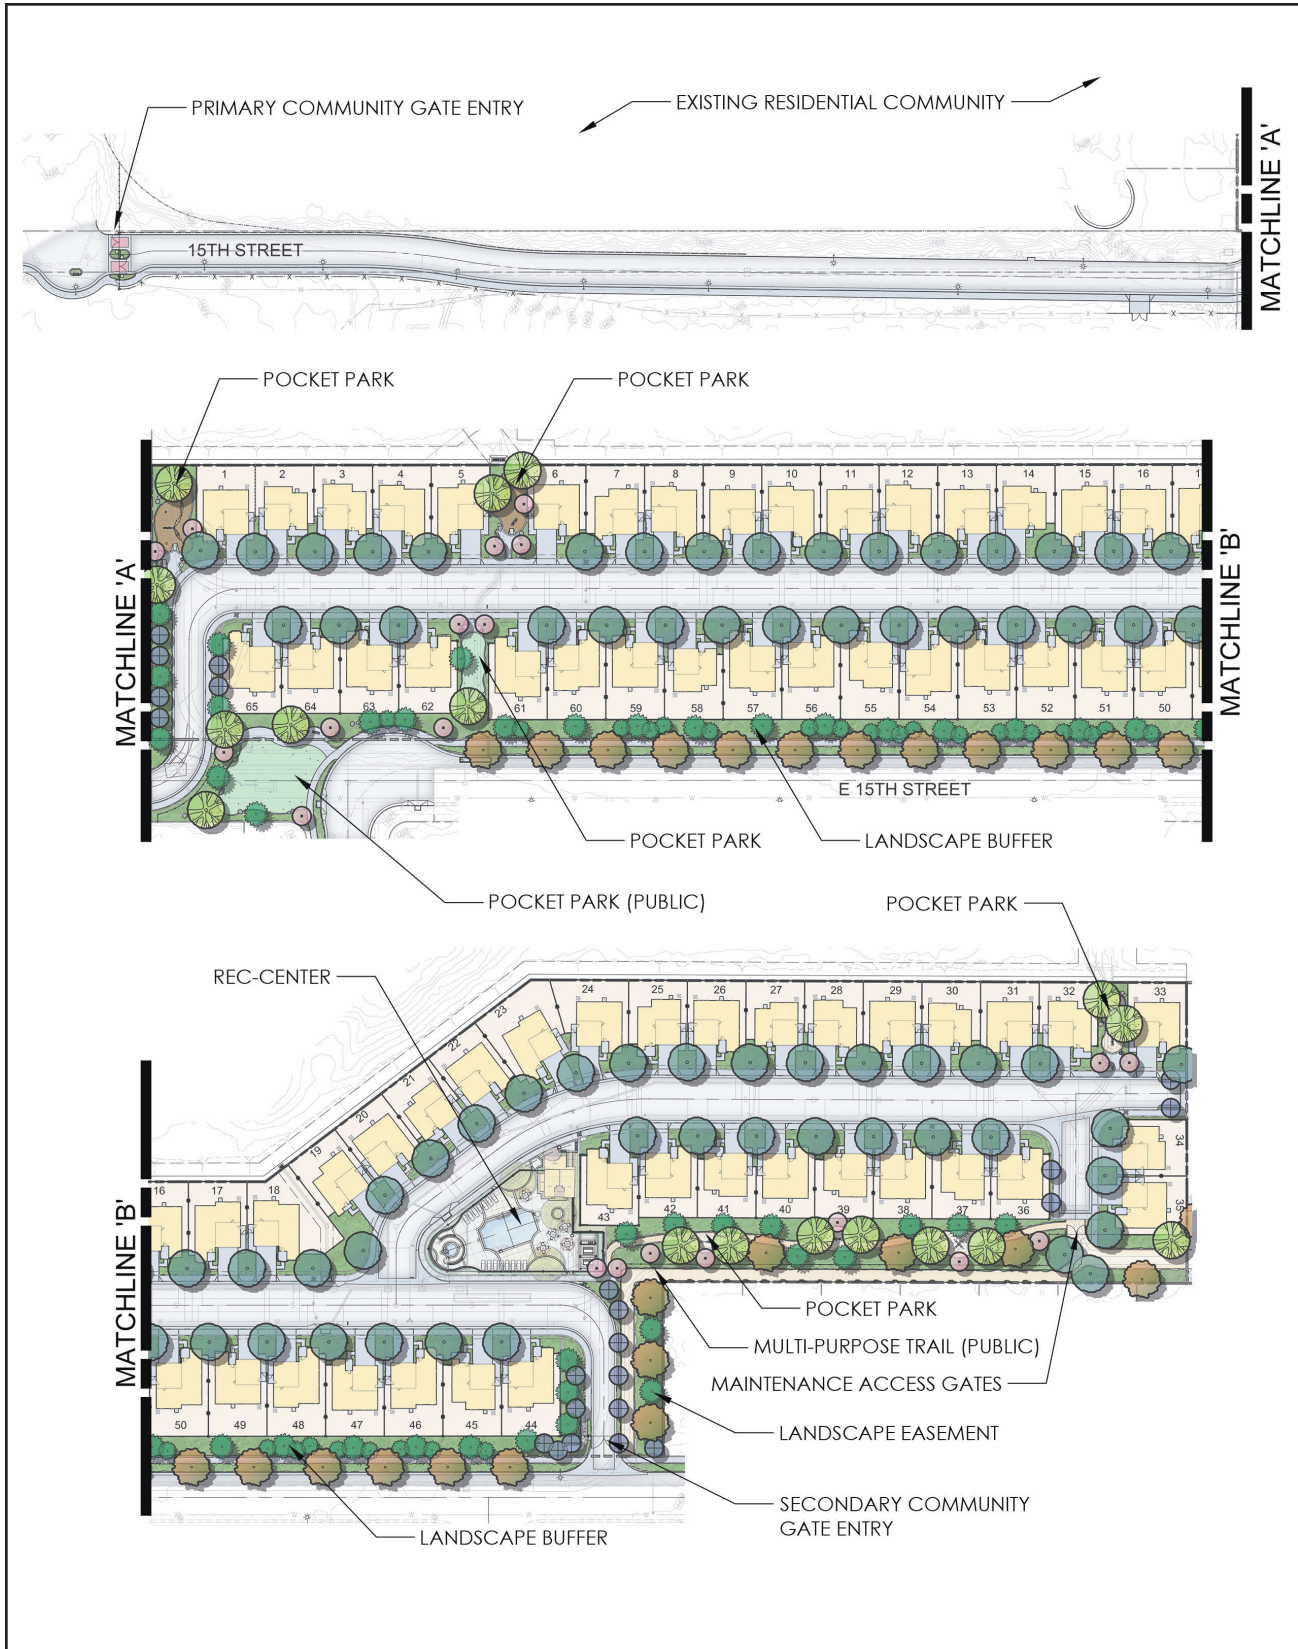 PRIMARY COMMUNITY GATE ENTRY
EXISTING RESIDENTIAL COMMUNITY
MATCHLINE 'A'
15TH STREET
POCKET PARK
POCKET PARK
1 2 3 4 5 6 7 8 9 10 11 12 13 14 15 16
MATCHLINE 'A'
MATCHLINE 'B'
65 64 63 62 61 60 59 58 57 56 55 54 53 52 51 50
E 15TH STREET
POCKET PARK
LANDSCAPE BUFFER
POCKET PARK (PUBLIC)
POCKET PARK
REC-CENTER
24 25 26 27 28 29 30 31 32 33
23
22
21
20
19
34
35
16 17 18
MATCHLINE 'B'
43 42 41 40 39 38 37 36
POCKET PARK
MULTI-PURPOSE TRAIL (PUBLIC)
MAINTENANCE ACCESS GATES
50 49 48 47 46 45 44
LANDSCAPE EASEMENT
SECONDARY COMMUNITY
GATE ENTRY
LANDSCAPE BUFFER